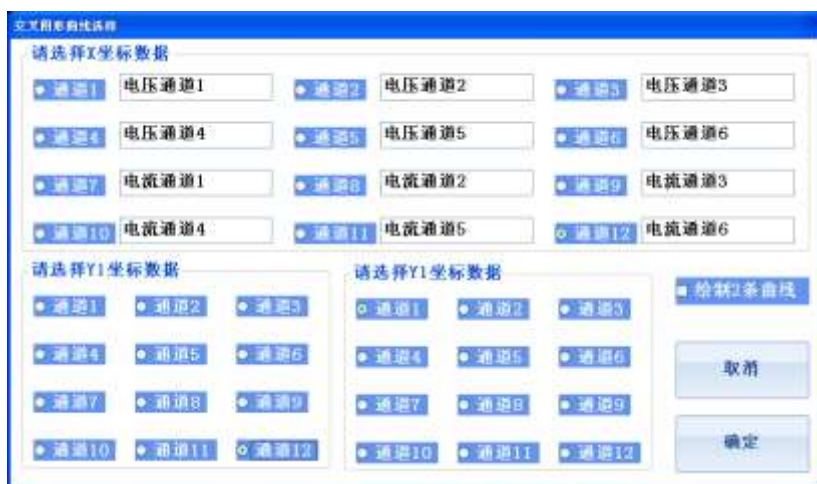 交叉图形曲线选择
请选择X坐标数据
通道1 电压通道1 通道2 电压通道2 通道3 电压通道3
通道4 电压通道4 通道5 电压通道5 通道6 电压通道6
通道7 电流通道1 通道8 电流通道2 通道9 电流通道3
通道10 电流通道4 通道11 电流通道5 通道12 电流通道6
请选择Y1坐标数据
通道1 通道2 通道3
通道4 通道5 通道6
通道7 通道8 通道9
通道10 通道11 通道12
请选择Y1坐标数据
通道1 通道2 通道3
通道4 通道5 通道6
通道7 通道8 通道9
通道10 通道11 通道12
绘制2条曲线
取消
确定